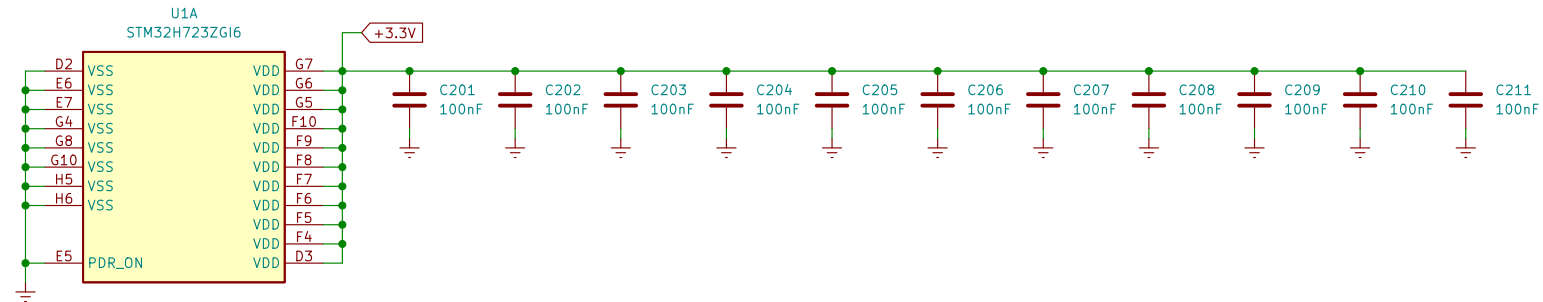 U1A
STM32H723ZGI6
+3.3V
D2 VSS VDD G7
E6 VSS VDD G6
E7 VSS VDD G5
G4 VSS VDD F10
G8 VSS VDD F9
G10 VSS VDD F8
H5 VSS VDD F7
H6 VSS VDD F6
VDD F5
VDD F4
E5 PDR_ON VDD D3
C201 C202 C203 C204 C205 C206 C207 C208 C209 C210 C211
100nF 100nF 100nF 100nF 100nF 100nF 100nF 100nF 100nF 100nF 100nF